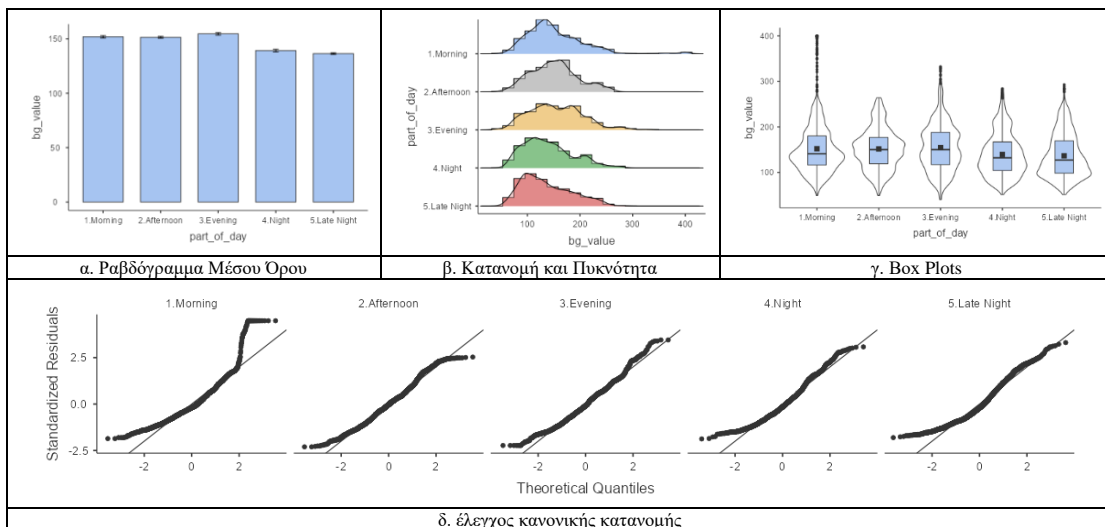 150
100
50
0
bg_value
1.Morning 2.Afternoon 3.Evening 4.Night 5.Late Night
part_of_day
1.Morning
2.Afternoon
3.Evening
4.Night
5.Late Night
part_of_day
100 200 300 400
bg_value
400
300
200
100
bg_value
1.Morning 2.Afternoon 3.Evening 4.Night 5.Late Night
part_of_day
α. Ραβδόγραμμα Μέσου Όρου
β. Κατανομή και Πυκνότητα
γ. Box Plots
1.Morning 2.Afternoon 3.Evening 4.Night 5.Late Night
Standardized Residuals
2.5
0.0
-2.5
-2 0 2 -2 0 2 -2 0 2 -2 0 2 -2 0 2
Theoretical Quantiles
δ. έλεγχος κανονικής κατανομής